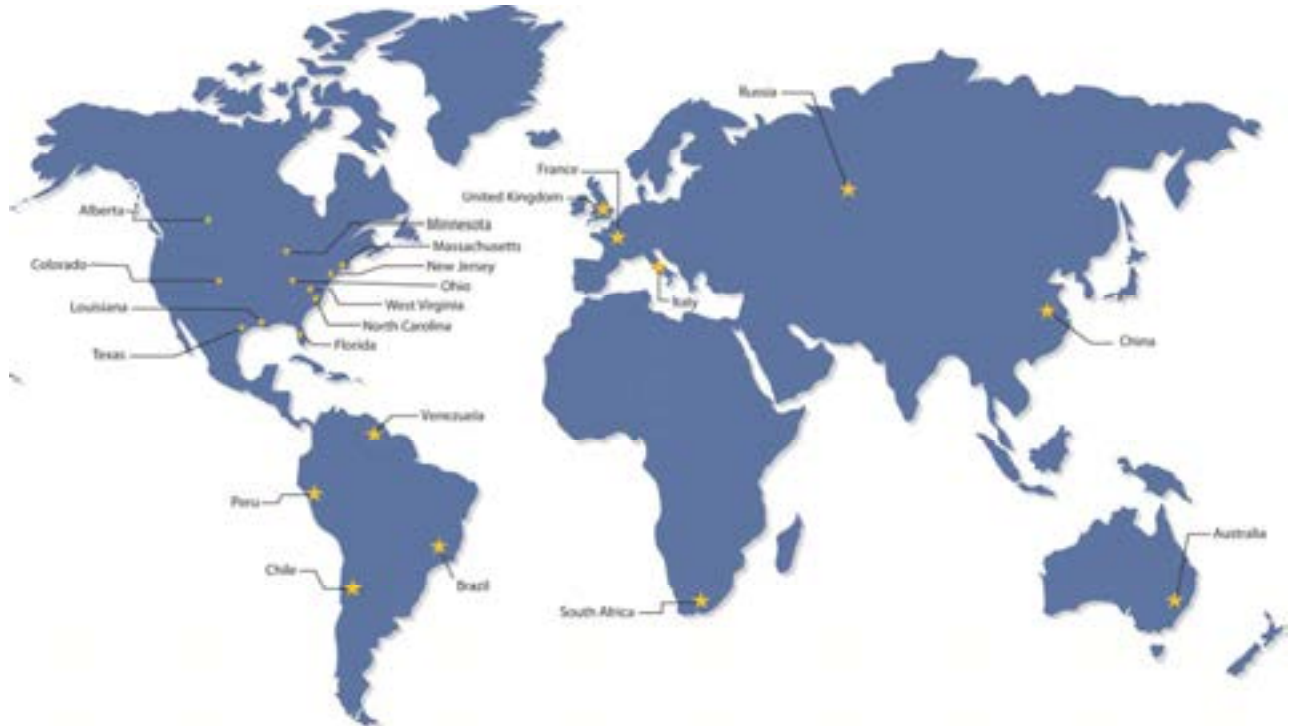 Russia
France
United Kingdom
Alberta
Minnesota
Massachusetts
Colorado
New Jersey
Ohio
Louisiana
West Virginia
Italy
North Carolina
Texas
Florida
China
Venezuela
Peru
Australia
Chile
Brazil
South Africa